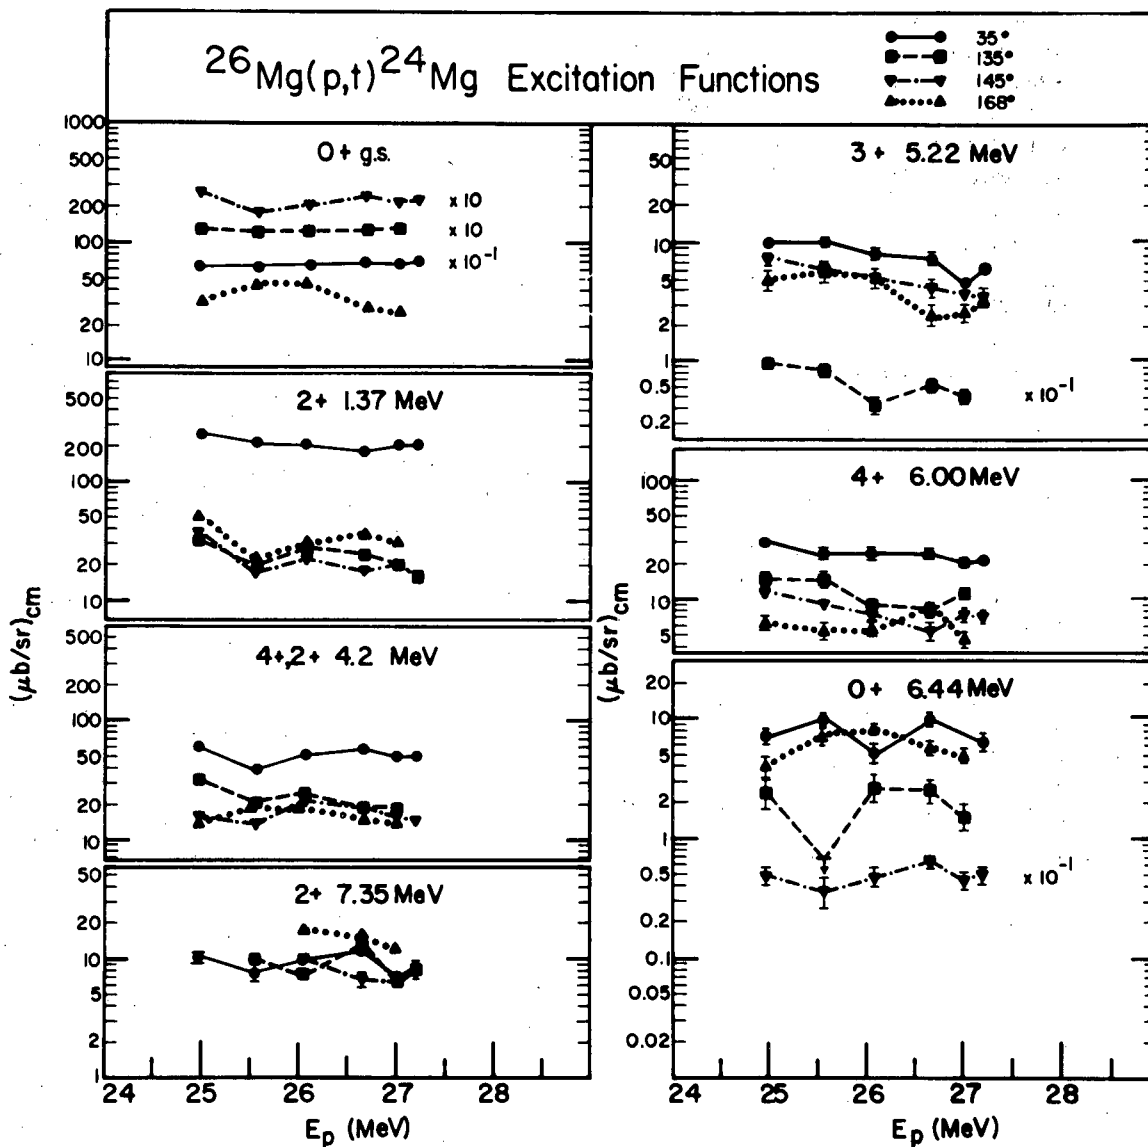 ²⁶Mg(p,t)²⁴Mg Excitation Functions
35°
135°
145°
168°
0+ g.s.
1000
500
200
100
50
20
10
x 10
x 10
x 10⁻¹
2+ 1.37 MeV
500
200
100
50
20
10
4+,2+ 4.2 MeV
500
200
100
50
20
10
2+ 7.35 MeV
50
20
10
5
2
1
(μb/sr)cm
24 25 26 27 28
Ep (MeV)
3+ 5.22 MeV
50
20
10
5
2
1
0.5
0.2
x 10⁻¹
4+ 6.00 MeV
100
50
20
10
5
0+ 6.44 MeV
20
10
5
2
1
0.5
0.2
0.1
0.05
0.02
x 10⁻¹
(μb/sr)cm
24 25 26 27 28
Ep (MeV)